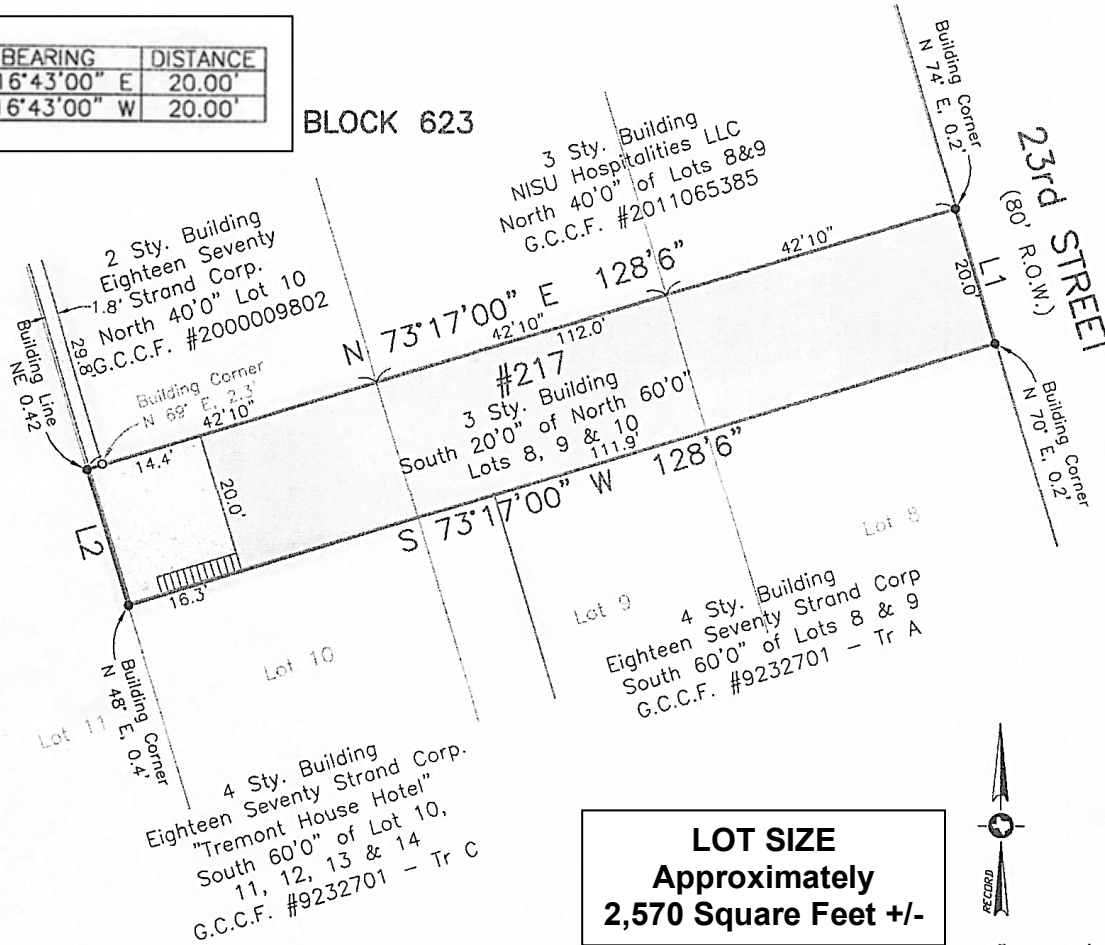 BEARING DISTANCE
16°43'00" E 20.00'
16°43'00" W 20.00'
BLOCK 623
3 Sty. Building
NISU Hospitalities LLC
North 40'0" of Lots 8&9
G.C.C.F. #2011065385
Building Corner
N 74° E, 0.2'
23rd STREET
(80' R.O.W.)
2 Sty. Building
Eighteen Seventy
1.8' Strand Corp.
North 40'0" Lot 10
G.C.C.F. #2000009802
29.8'
Building Line
NE 0.42
Building Corner
N 69° E, 2.3'
42'10"
14.4'
N 73°17'00" E 128'6"
42'10"
112.0'
42'10"
L1
20.0'
#217
3 Sty. Building
South 20'0" of North 60'0"
Lots 8, 9 & 10
111.9'
S 73°17'00" W 128'6"
20.0'
L2
16.3'
Building Corner
N 70° E, 0.2'
Building Corner
N 48° E, 0.4'
Lot 8
Lot 9
Lot 10
Lot 11
4 Sty. Building
Eighteen Seventy Strand Corp
South 60'0" of Lots 8 & 9
G.C.C.F. #9232701 – Tr A
4 Sty. Building
Eighteen Seventy Strand Corp.
"Tremont House Hotel"
South 60'0" of Lot 10,
11, 12, 13 & 14
G.C.C.F. #9232701 – Tr C
LOT SIZE
Approximately
2,570 Square Feet +/-
RECORD